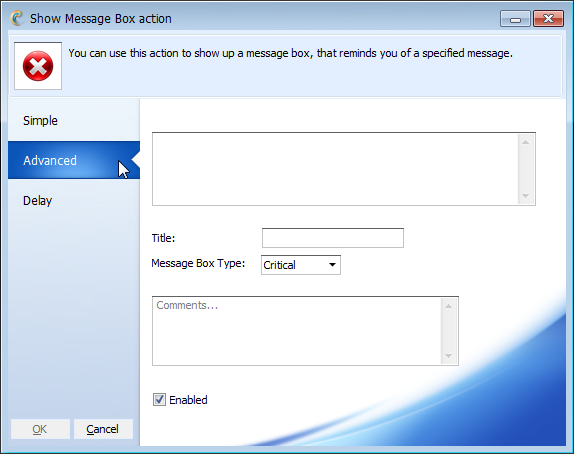 Show Message Box action
You can use this action to show up a message box, that reminds you of a specified message.
Simple
Advanced
Delay
Title:
Message Box Type:
Critical
Comments...
Enabled
OK
Cancel